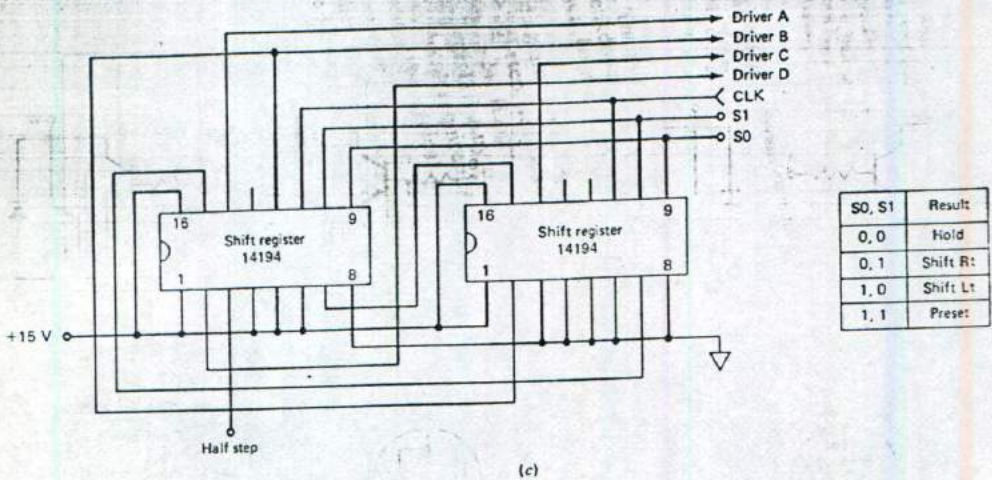 Driver A
Driver B
Driver C
Driver D
CLK
S1
S0
16 9
Shift register
14194
1 8
16 9
Shift register
14194
1 8
S0, S1 Result
0, 0 Hold
0, 1 Shift Rt
1, 0 Shift Lt
1, 1 Preset
+15 V
Half step
(c)